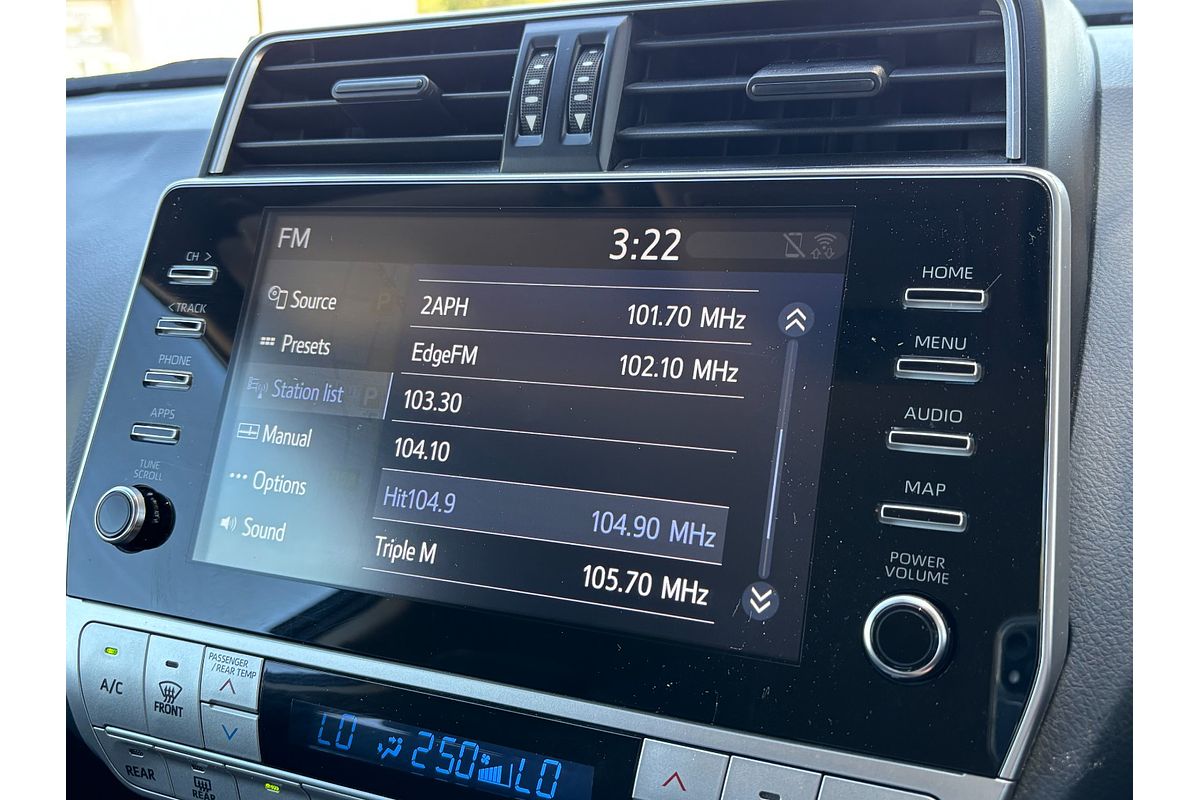 FM
3:22
CH >
< TRACK
PHONE
APPS
TUNE
SCROLL
Source
Presets
Station list
Manual
Options
Sound
P
P
2APH 101.70 MHz
EdgeFM 102.10 MHz
103.30
104.10
Hit104.9 104.90 MHz
Triple M 105.70 MHz
HOME
MENU
AUDIO
MAP
POWER
VOLUME
A/C
FRONT
PASSENGER
/REAR TEMP
REAR
REAR
LO 250 LO